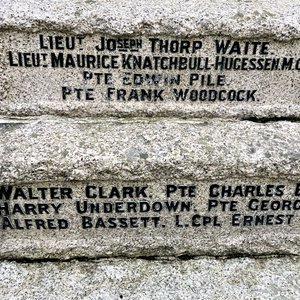 LIEUT JOSEPH THORP WAITE
LIEUT MAURICE KNATCHBULL-HUGESSEN. M.C
PTE EDWIN PILE.
PTE FRANK WOODCOCK.
WALTER CLARK. PTE CHARLES
HARRY UNDERDOWN. PTE GEORG
ALFRED BASSETT. L.CPL ERNEST